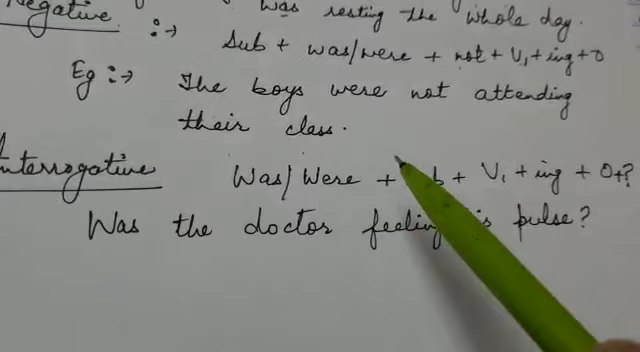 Negative was resting the whole day.
:→ Sub + was/were + not + V1 + ing + O
Eg :→ The boys were not attending
their class.
Interrogative Was/Were + + V1 + ing + O+?
Was the doctor feeling pulse?